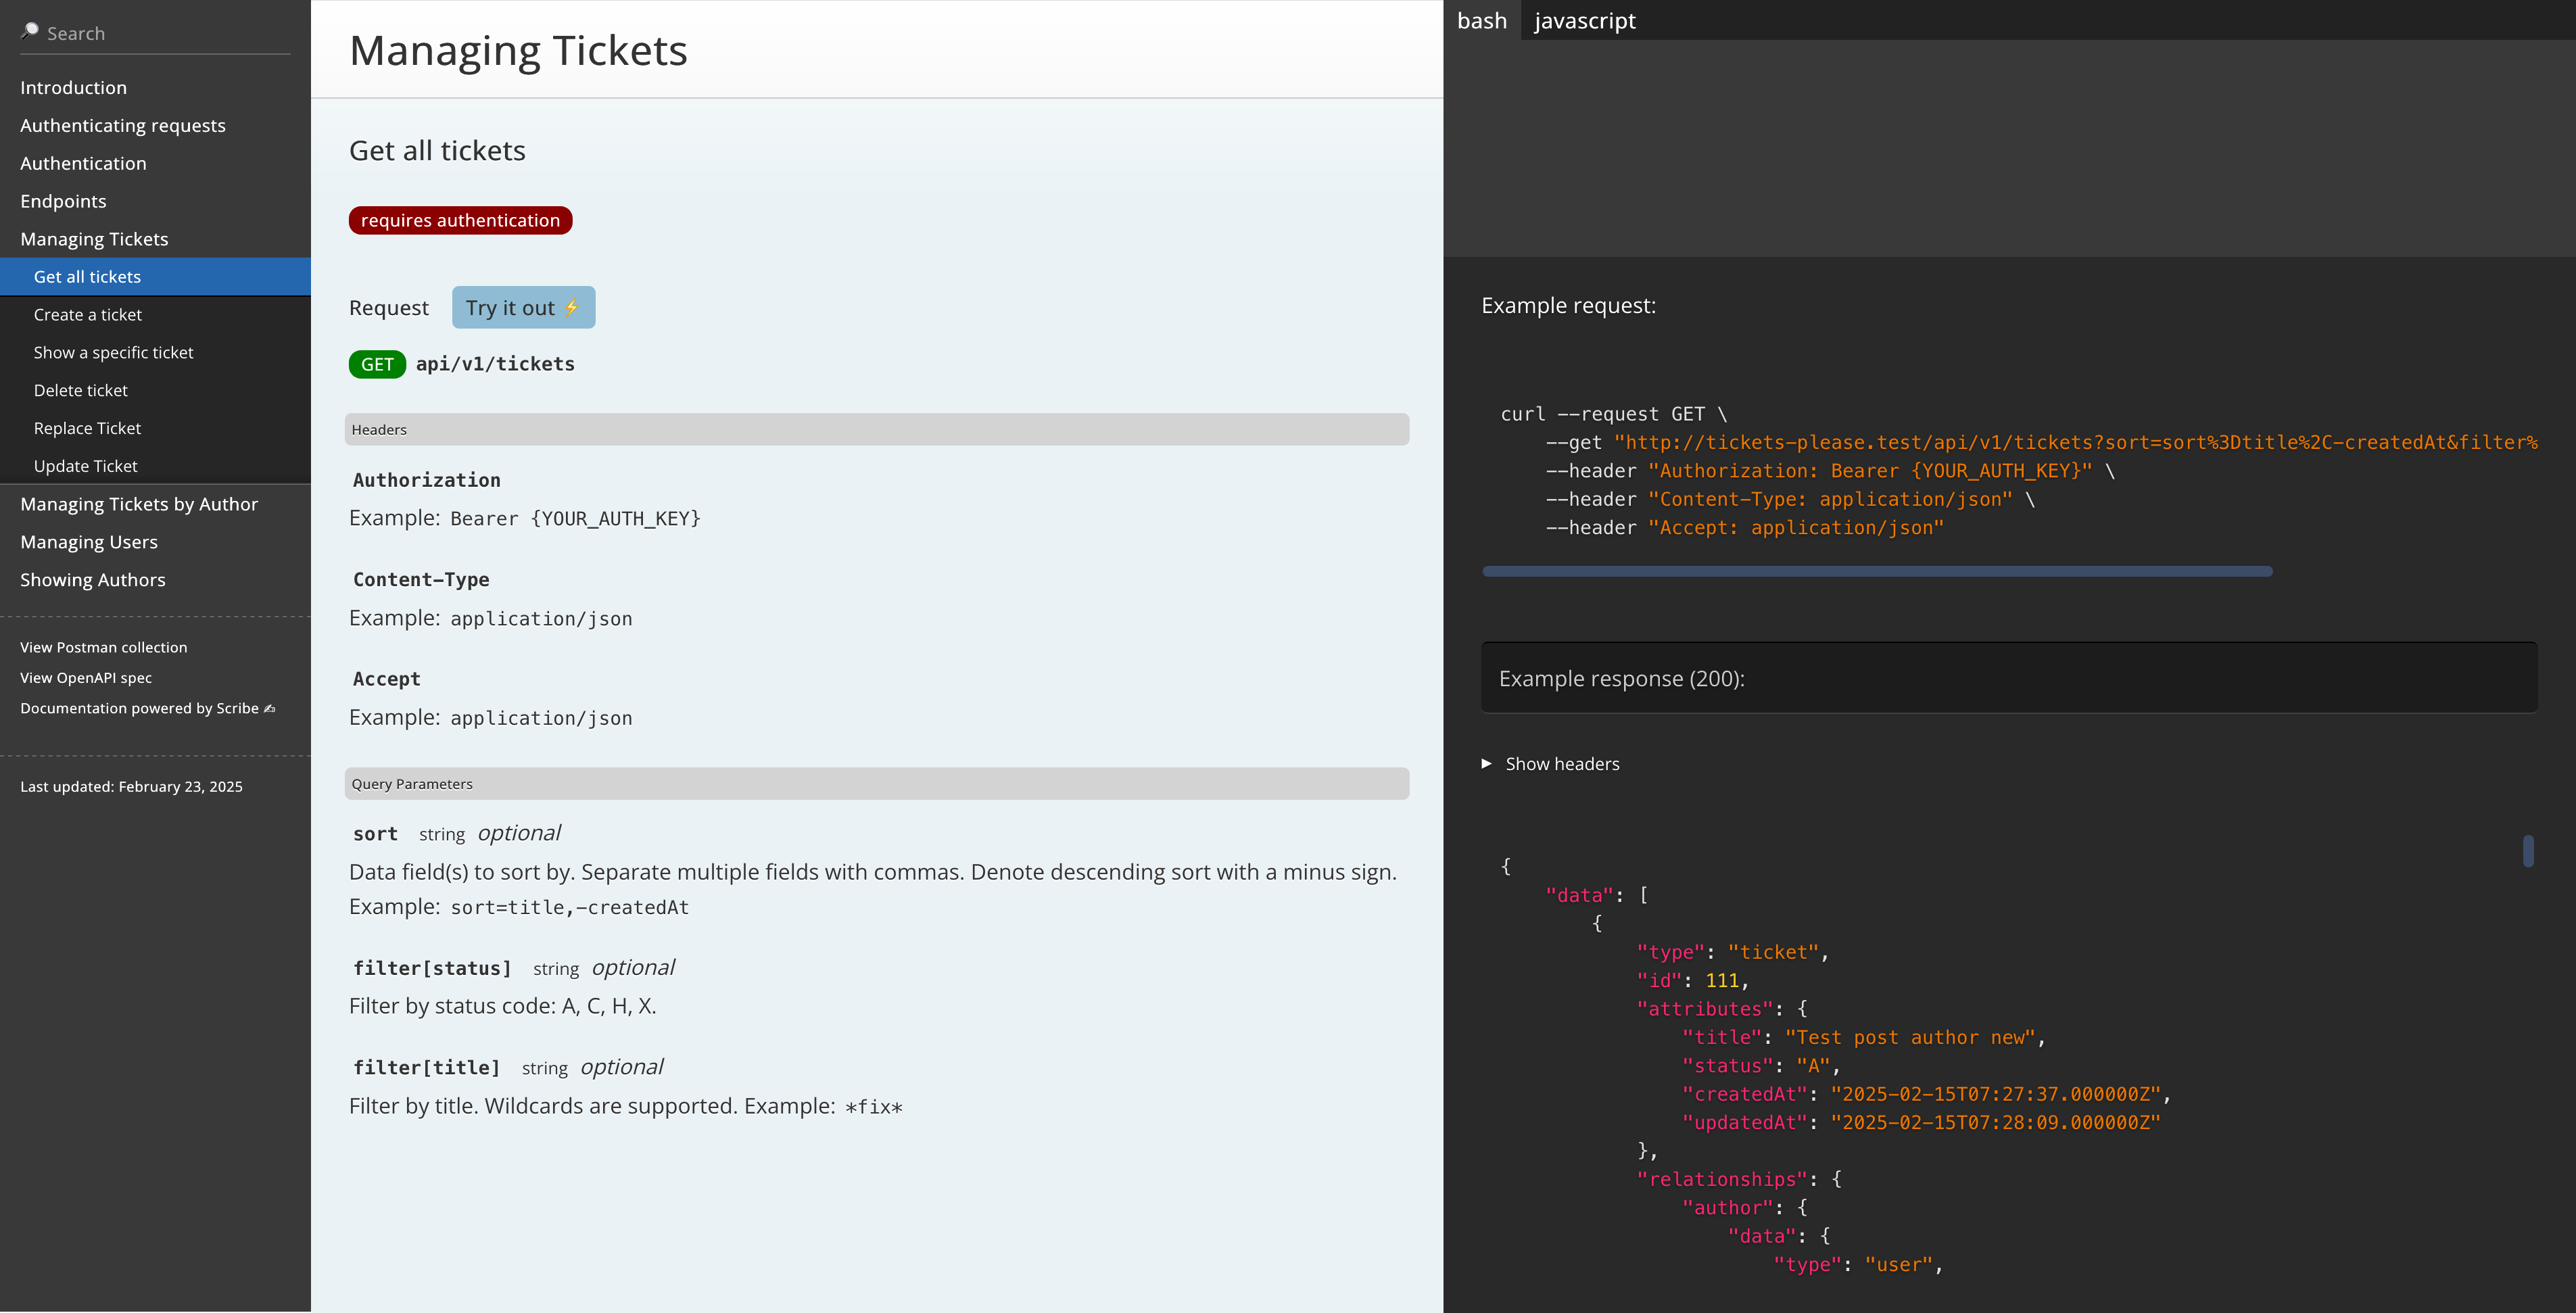 Search
Introduction
Authenticating requests
Authentication
Endpoints
Managing Tickets
Get all tickets
Create a ticket
Show a specific ticket
Delete ticket
Replace Ticket
Update Ticket
Managing Tickets by Author
Managing Users
Showing Authors
View Postman collection
View OpenAPI spec
Documentation powered by Scribe ✍
Last updated: February 23, 2025
Managing Tickets
Get all tickets
requires authentication
Request Try it out ⚡
GET api/v1/tickets
Headers
Authorization
Example: Bearer {YOUR_AUTH_KEY}
Content-Type
Example: application/json
Accept
Example: application/json
Query Parameters
sort string optional
Data field(s) to sort by. Separate multiple fields with commas. Denote descending sort with a minus sign.
Example: sort=title,-createdAt
filter[status] string optional
Filter by status code: A, C, H, X.
filter[title] string optional
Filter by title. Wildcards are supported. Example: *fix*
bash javascript
Example request:
curl --request GET \
--get "http://tickets-please.test/api/v1/tickets?sort=sort%3Dtitle%2C-createdAt&filter%
--header "Authorization: Bearer {YOUR_AUTH_KEY}" \
--header "Content-Type: application/json" \
--header "Accept: application/json"
Example response (200):
▶ Show headers
{
"data": [
{
"type": "ticket",
"id": 111,
"attributes": {
"title": "Test post author new",
"status": "A",
"createdAt": "2025-02-15T07:27:37.000000Z",
"updatedAt": "2025-02-15T07:28:09.000000Z"
},
"relationships": {
"author": {
"data": {
"type": "user",